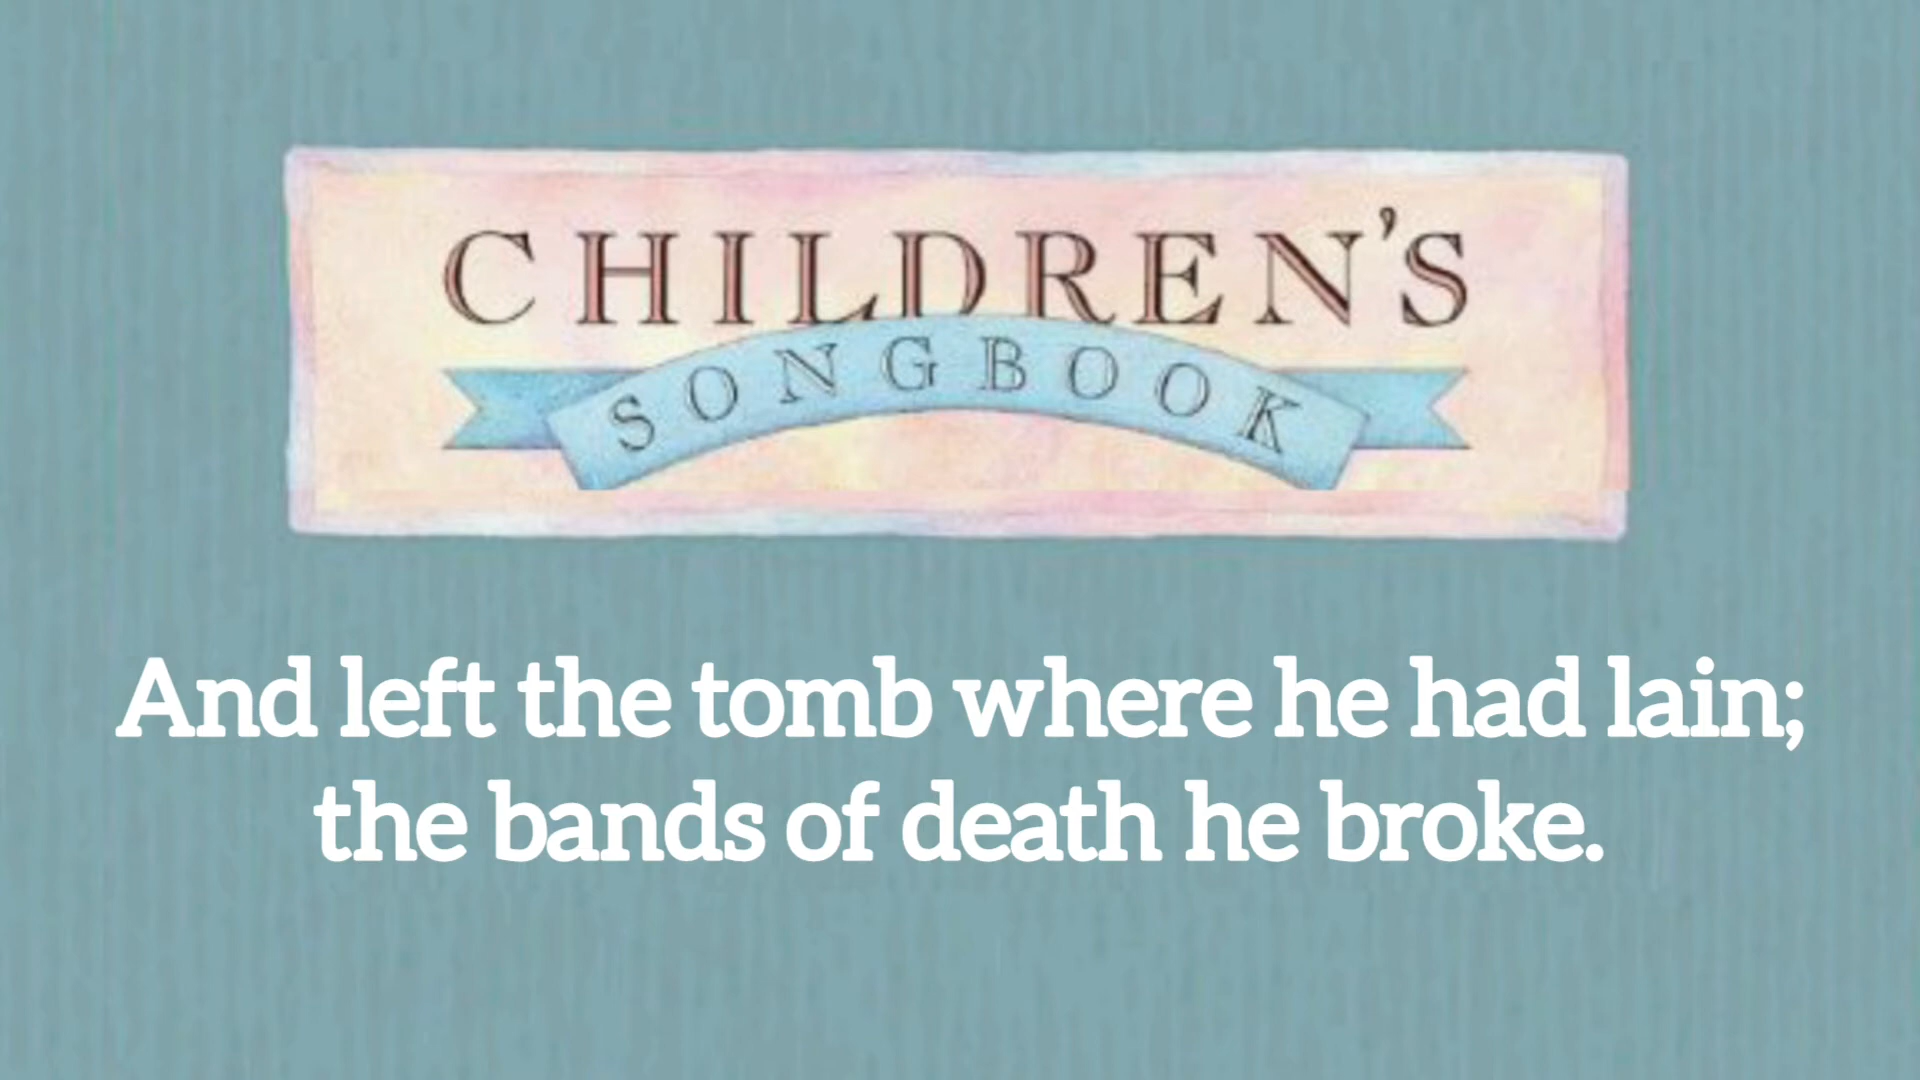 CHILDREN'S
SONGBOOK
And left the tomb where he had lain;
the bands of death he broke.